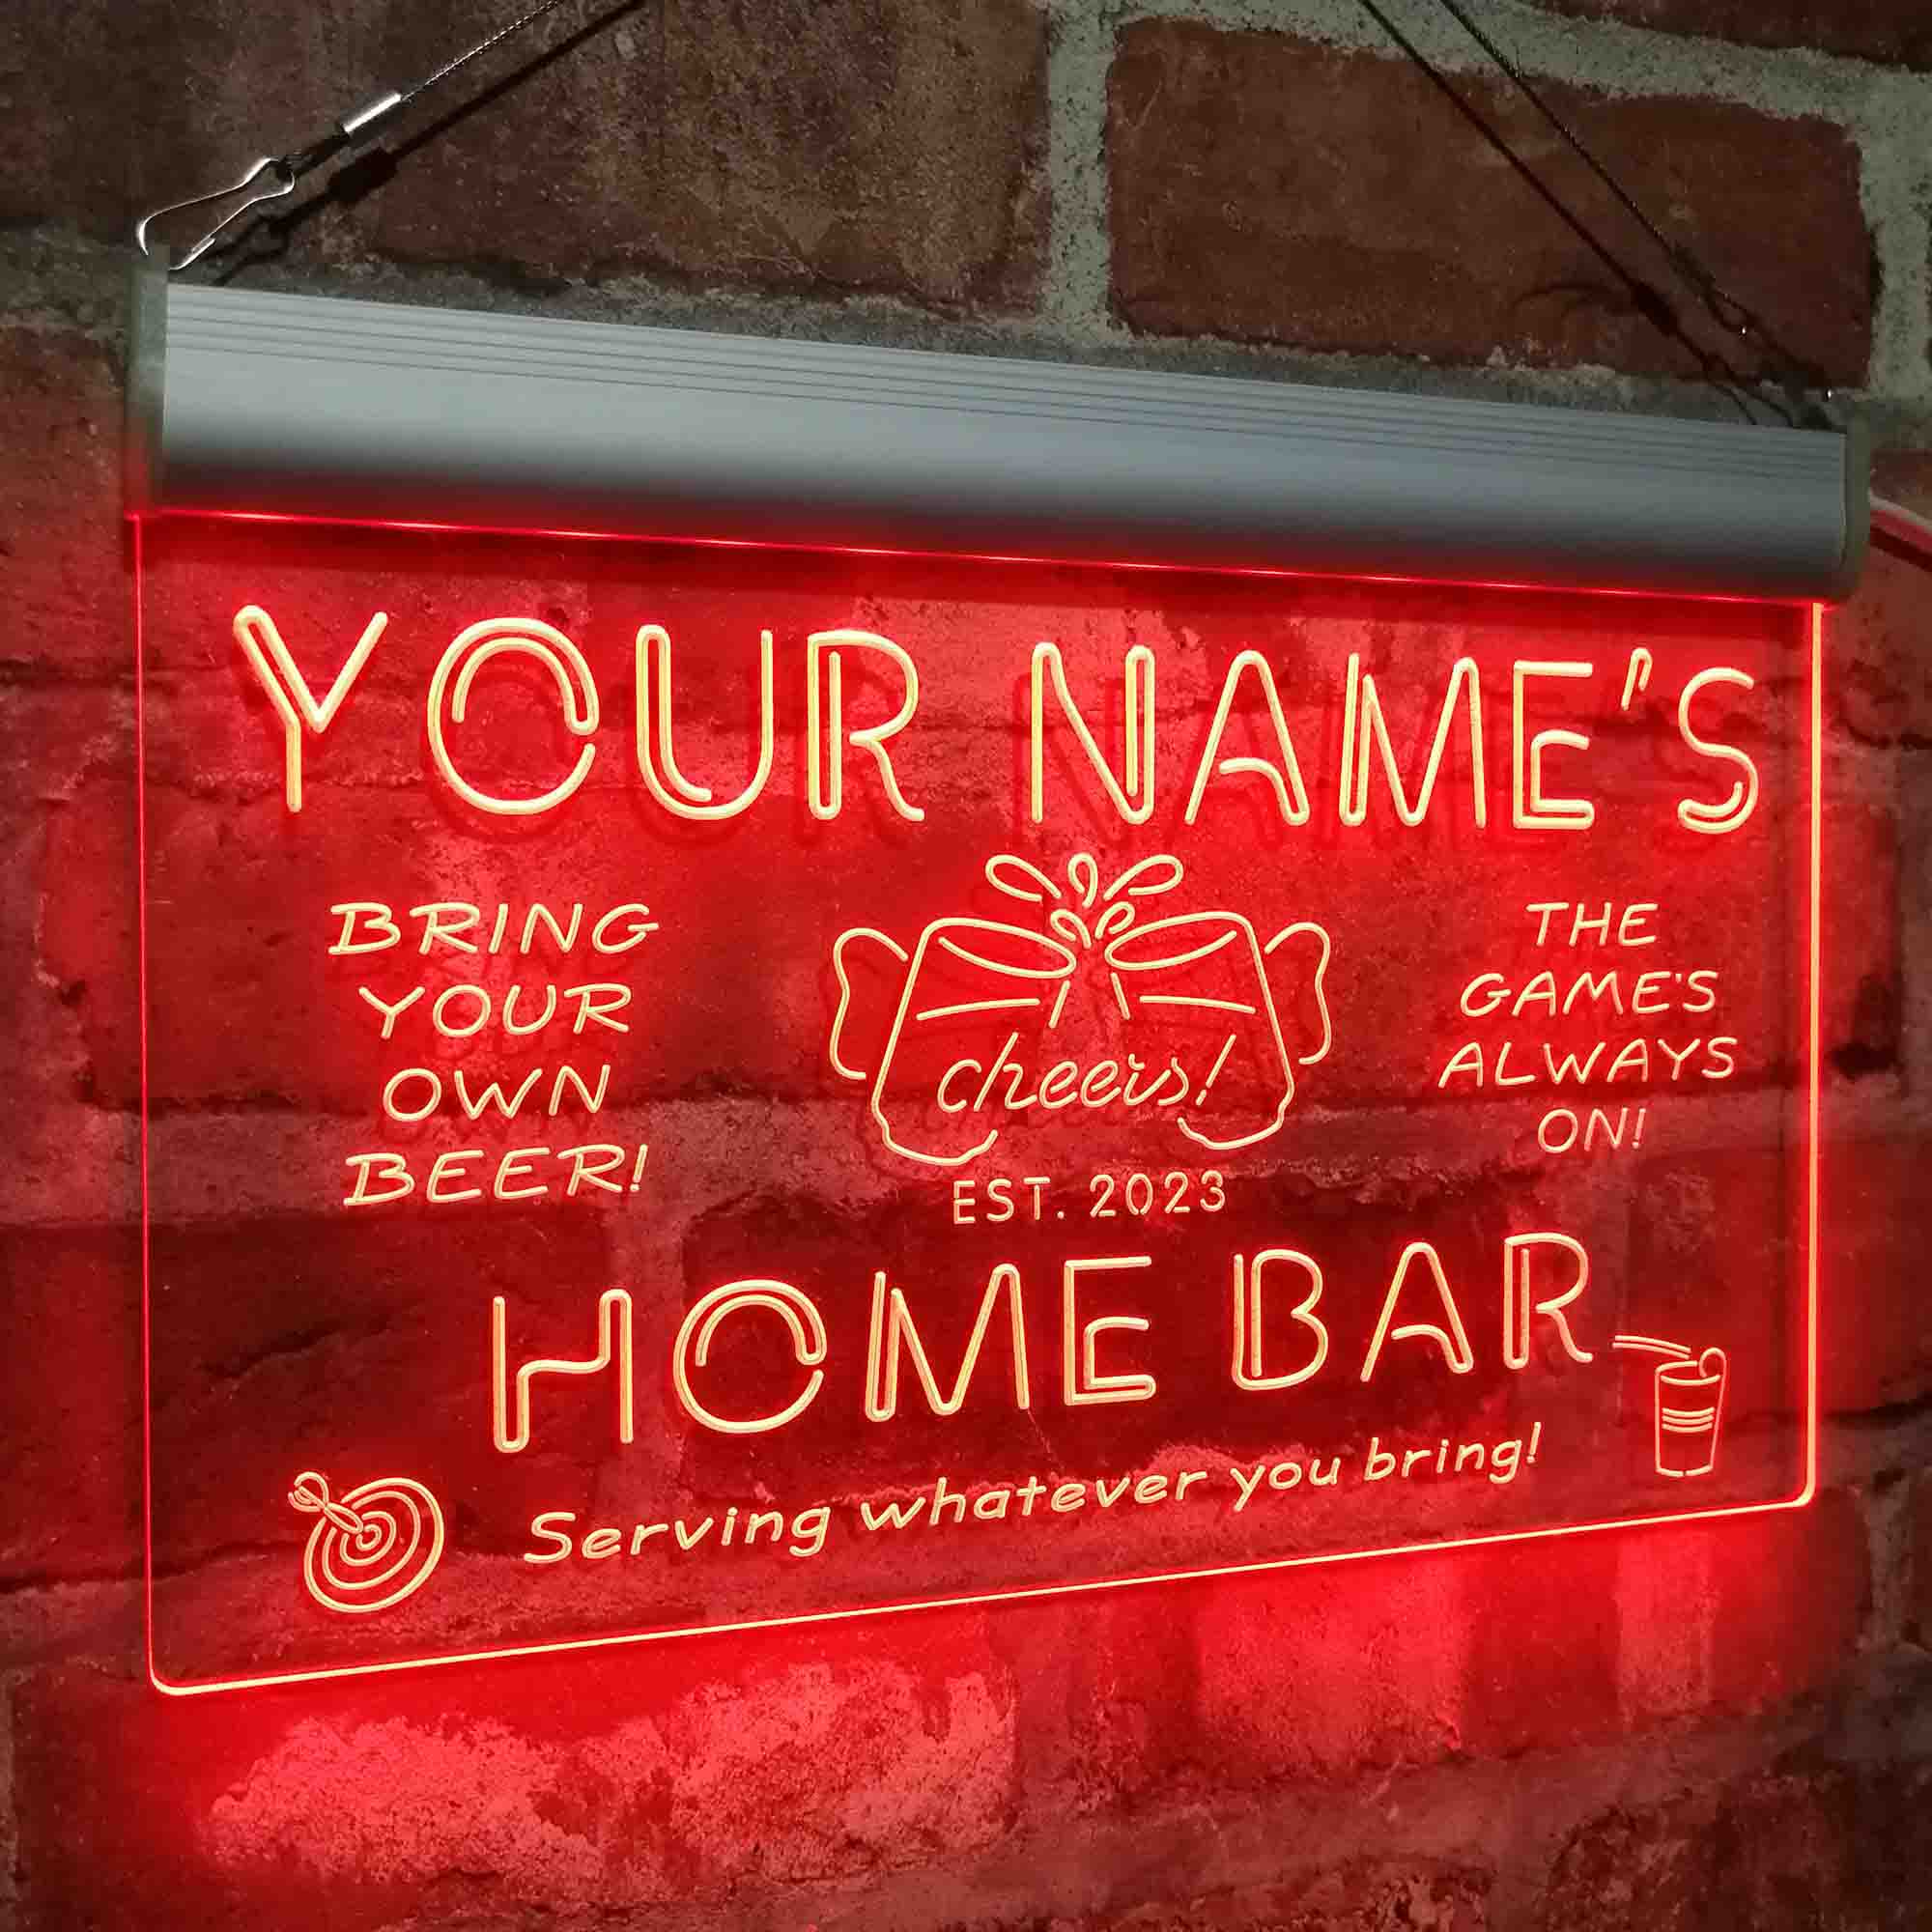 YOUR NAME'S
BRING
YOUR
OWN
BEER!
cheers!
EST. 2023
THE
GAME'S
ALWAYS
ON!
HOME BAR
Serving whatever you bring!